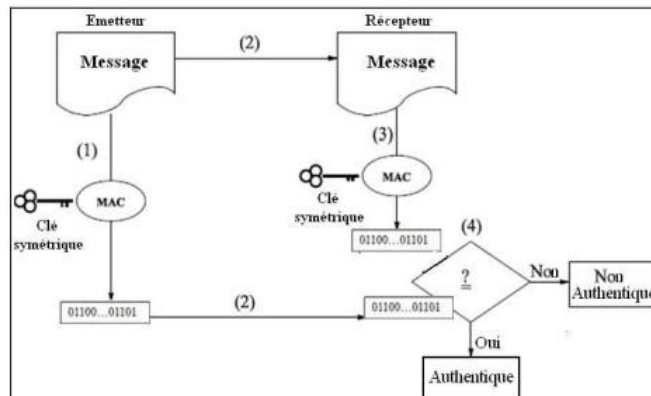 Emetteur
Récepteur
Message
(2)
Message
(1)
(3)
MAC
Clé
symétrique
MAC
Clé
symétrique
01100...01101
(4)
?
Non
Non
Authentique
01100...01101
(2)
01100...01101
Oui
Authentique